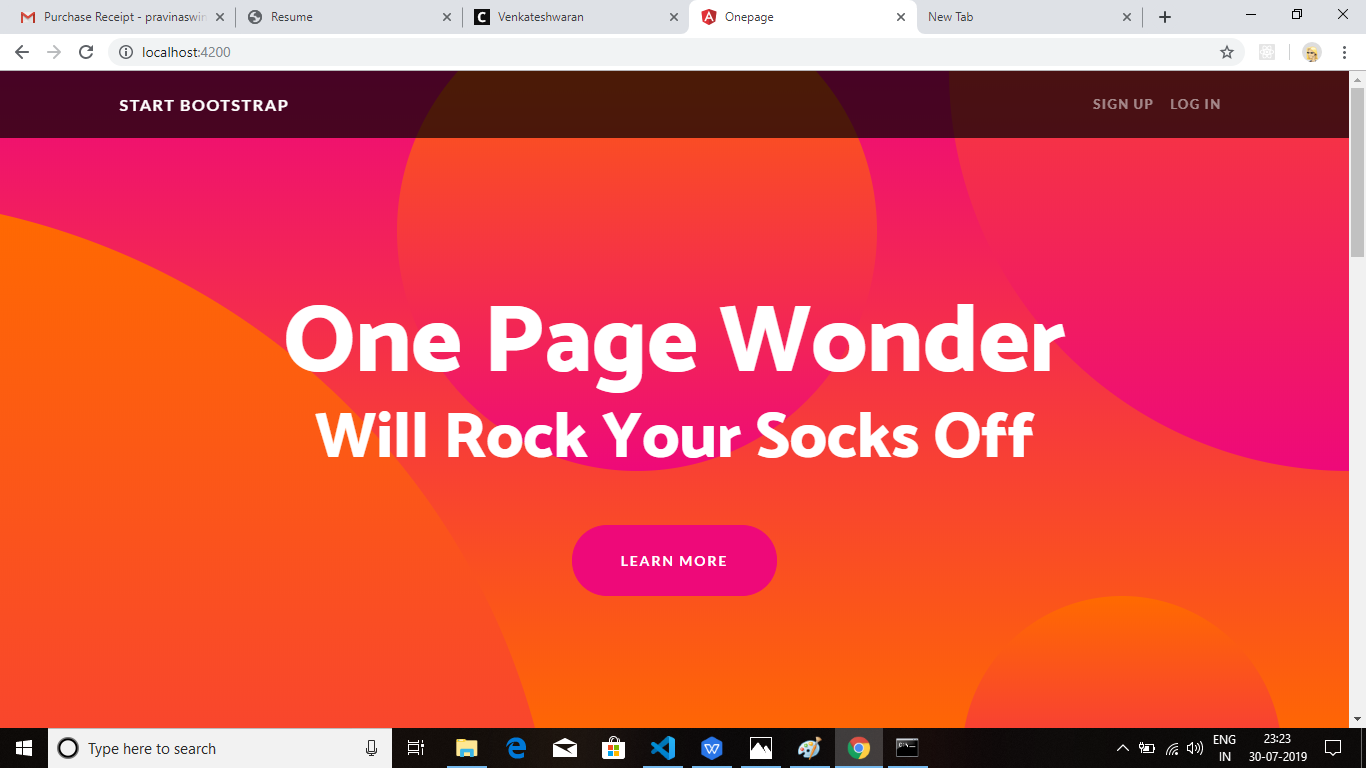 Purchase Receipt - pravinaswin
Resume
Venkateshwaran
Onepage
New Tab
localhost:4200
START BOOTSTRAP
SIGN UP LOG IN
One Page Wonder
Will Rock Your Socks Off
LEARN MORE
Type here to search
ENG
IN
23:23
30-07-2019